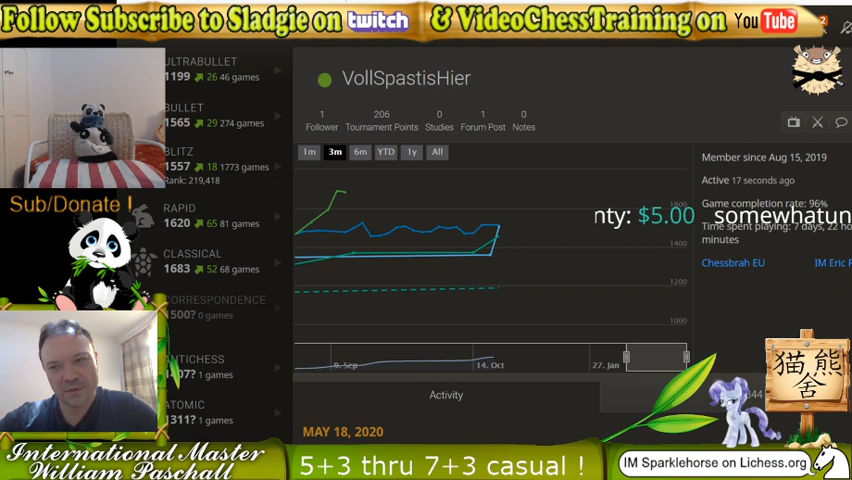 Follow Subscribe to Sladgie on twitch & VideoChessTraining on YouTube
2
ULTRABULLET
1199 26 46 games
BULLET
1565 29 274 games
BLITZ
1557 18 1773 games
Rank: 219,418
RAPID
1620 65 81 games
CLASSICAL
1683 52 68 games
CORRESPONDENCE
1500? 0 games
ANTICHESS
1407? 1 games
ATOMIC
1311? 1 games
Sub/Donate !
VollSpastisHier
1 206 0 1 0
Follower Tournament Points Studies Forum Post Notes
1m 3m 6m YTD 1y All
1600
1400
1200
1000
9. Sep 14. Oct 27. Jan
Activity
MAY 18, 2020
Member since Aug 15, 2019
Active 17 seconds ago
Game completion rate: 96%
Time spent playing: 7 days, 22
minutes
Chessbrah EU IM Eric
nty: $5.00 somewhatun
猫熊
舍
International Master
William Paschall
5+3 thru 7+3 casual !
IM Sparklehorse on Lichess.org